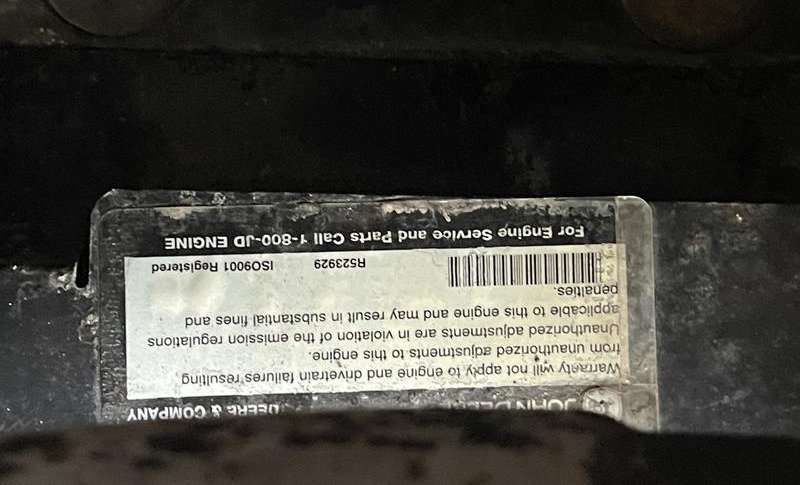 JOHN DEERE DEERE & COMPANY
Warranty will not apply to engine and drivetrain failures resulting
from unauthorized adjustments to this engine.
Unauthorized adjustments are in violation of the emission regulations
applicable to this engine and may result in substantial fines and
penalties.
R523929 ISO9001 Registered
For Engine Service and Parts Call 1-800-JD ENGINE